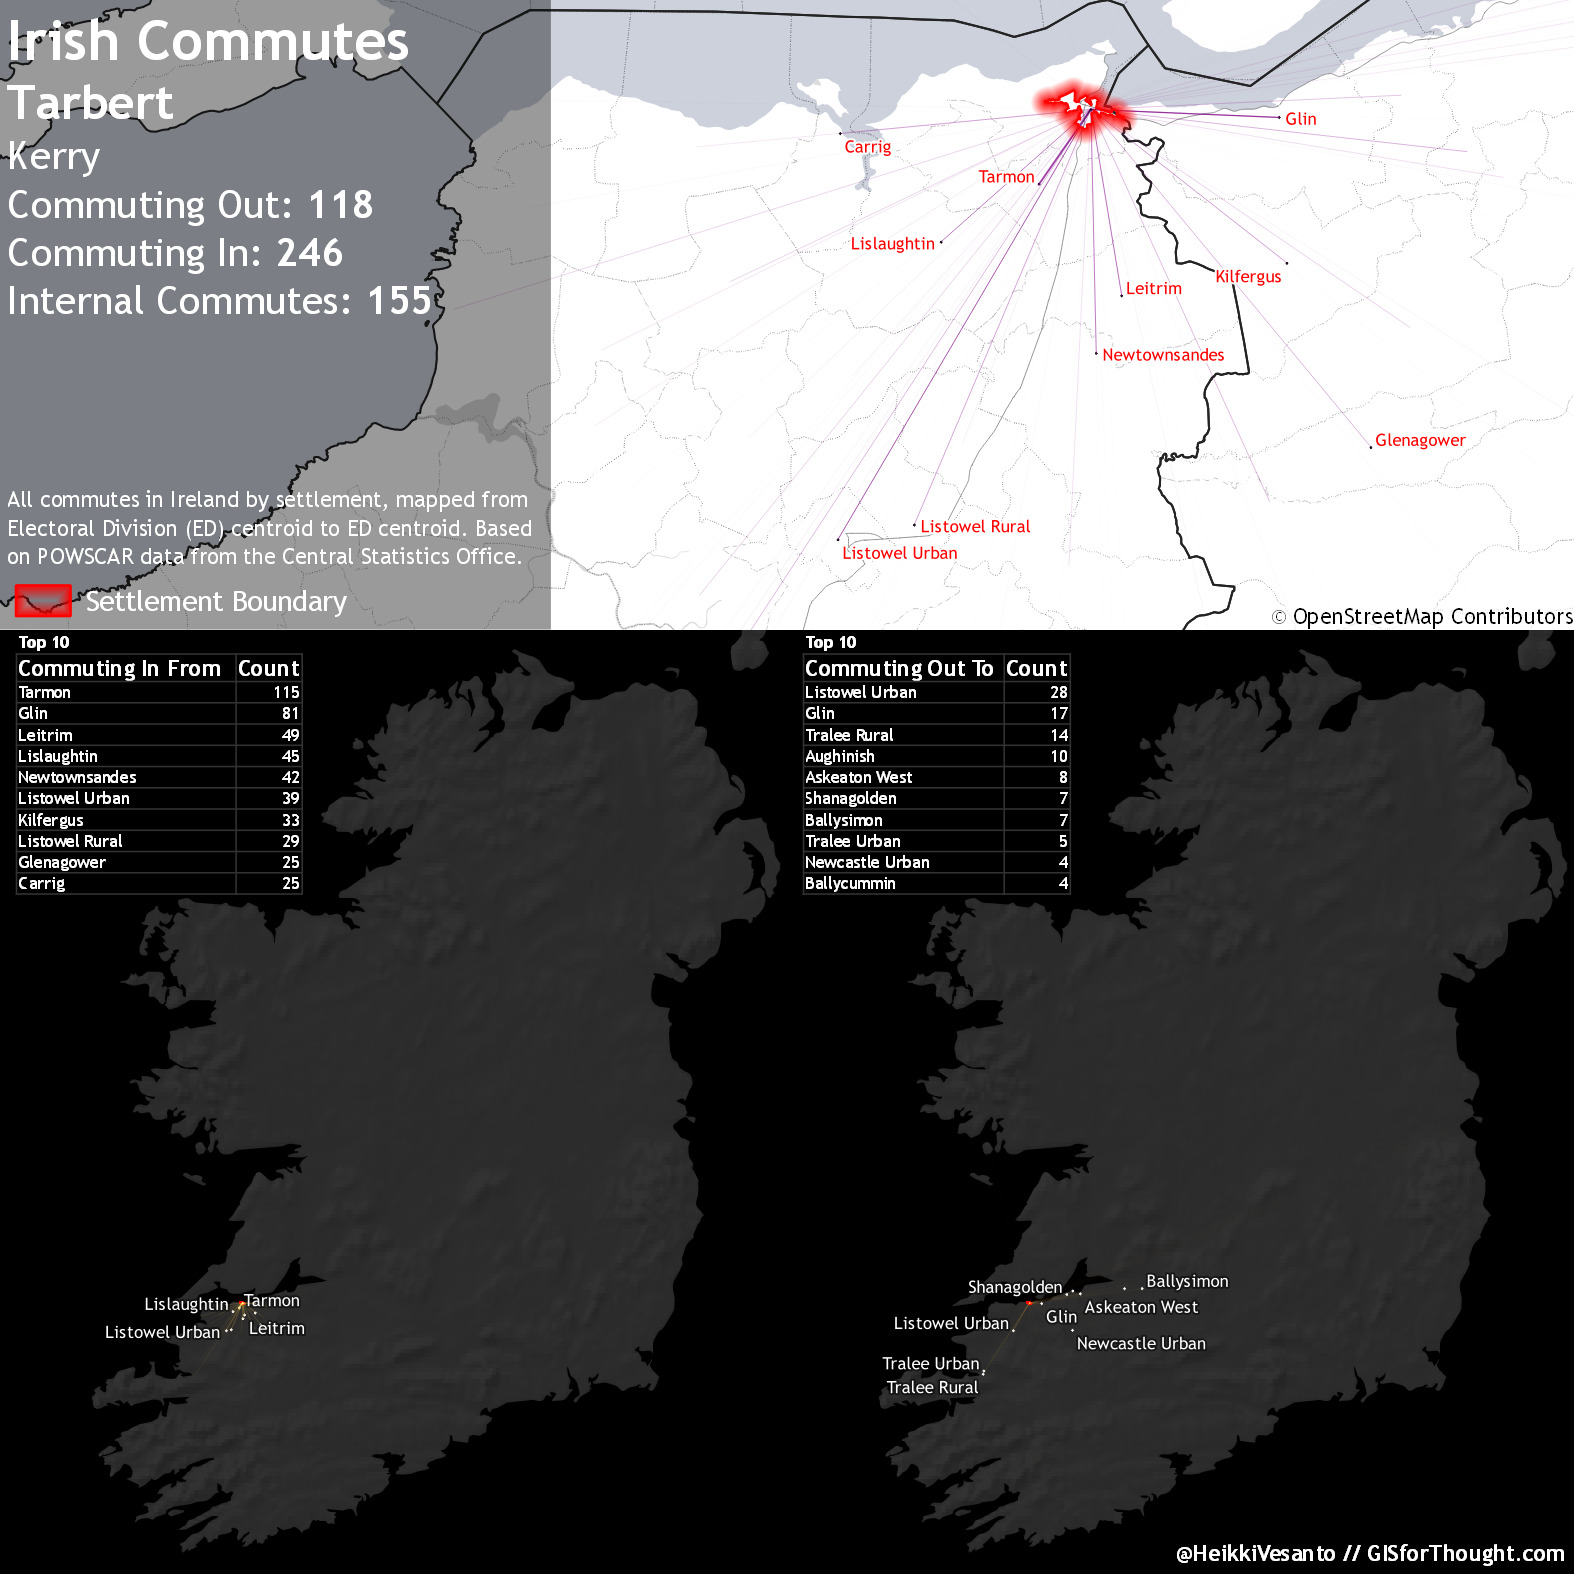 Irish Commutes
Tarbert
Kerry
Commuting Out: 118
Commuting In: 246
Internal Commutes: 155
All commutes in Ireland by settlement, mapped from
Electoral Division (ED) centroid to ED centroid. Based
on POWSCAR data from the Central Statistics Office.
Settlement Boundary
Glin
Carrig
Tarmon
Lislaughtin
Kilfergus
Leitrim
Newtownsandes
Glenagower
Listowel Rural
Listowel Urban
© OpenStreetMap Contributors
Top 10
Commuting In From Count
Tarmon 115
Glin 81
Leitrim 49
Lislaughtin 45
Newtownsandes 42
Listowel Urban 39
Kilfergus 33
Listowel Rural 29
Glenagower 25
Carrig 25
Top 10
Commuting Out To Count
Listowel Urban 28
Glin 17
Tralee Rural 14
Aughinish 10
Askeaton West 8
Shanagolden 7
Ballysimon 7
Tralee Urban 5
Newcastle Urban 4
Ballycummin 4
Lislaughtin
Tarmon
Listowel Urban
Leitrim
Shanagolden
Ballysimon
Askeaton West
Glin
Listowel Urban
Newcastle Urban
Tralee Urban
Tralee Rural
@HeikkiVesanto // GISforThought.com